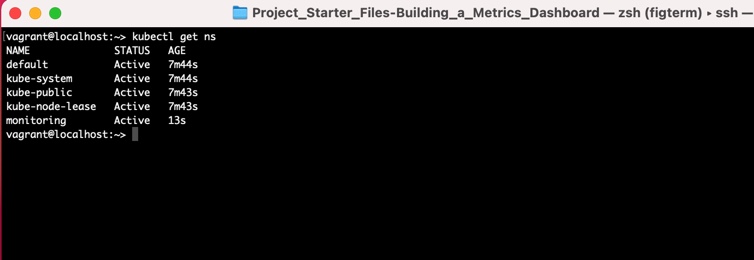 Project_Starter_Files-Building_a_Metrics_Dashboard — zsh (figterm) ▸ ssh —
[vagrant@localhost:~> kubectl get ns
NAME STATUS AGE
default Active 7m44s
kube-system Active 7m44s
kube-public Active 7m43s
kube-node-lease Active 7m43s
monitoring Active 13s
vagrant@localhost:~>